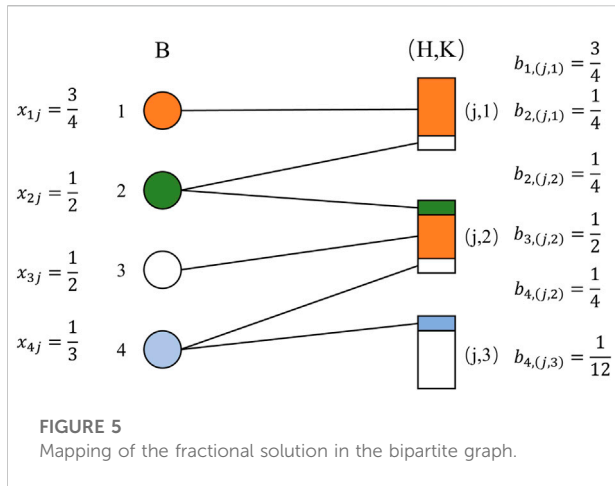 B
(H,K)
x_{1j} = 3/4
1
(j,1)
b_{1,(j,1)} = 3/4
b_{2,(j,1)} = 1/4
x_{2j} = 1/2
2
b_{2,(j,2)} = 1/4
x_{3j} = 1/2
3
(j,2)
b_{3,(j,2)} = 1/2
b_{4,(j,2)} = 1/4
x_{4j} = 1/3
4
(j,3)
b_{4,(j,3)} = 1/12
FIGURE 5
Mapping of the fractional solution in the bipartite graph.